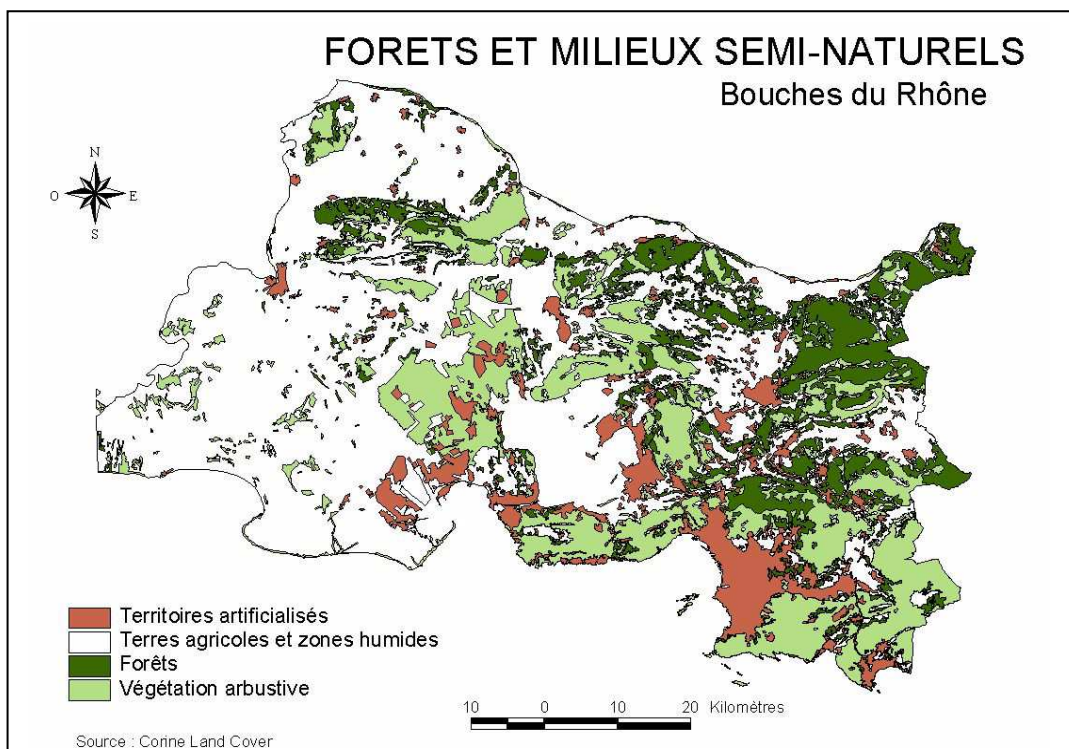 FORETS ET MILIEUX SEMI-NATURELS
Bouches du Rhône
N
O E
S
Territoires artificialisés
Terres agricoles et zones humides
Forêts
Végétation arbustive
10 0 10 20 Kilomètres
Source : Corine Land Cover